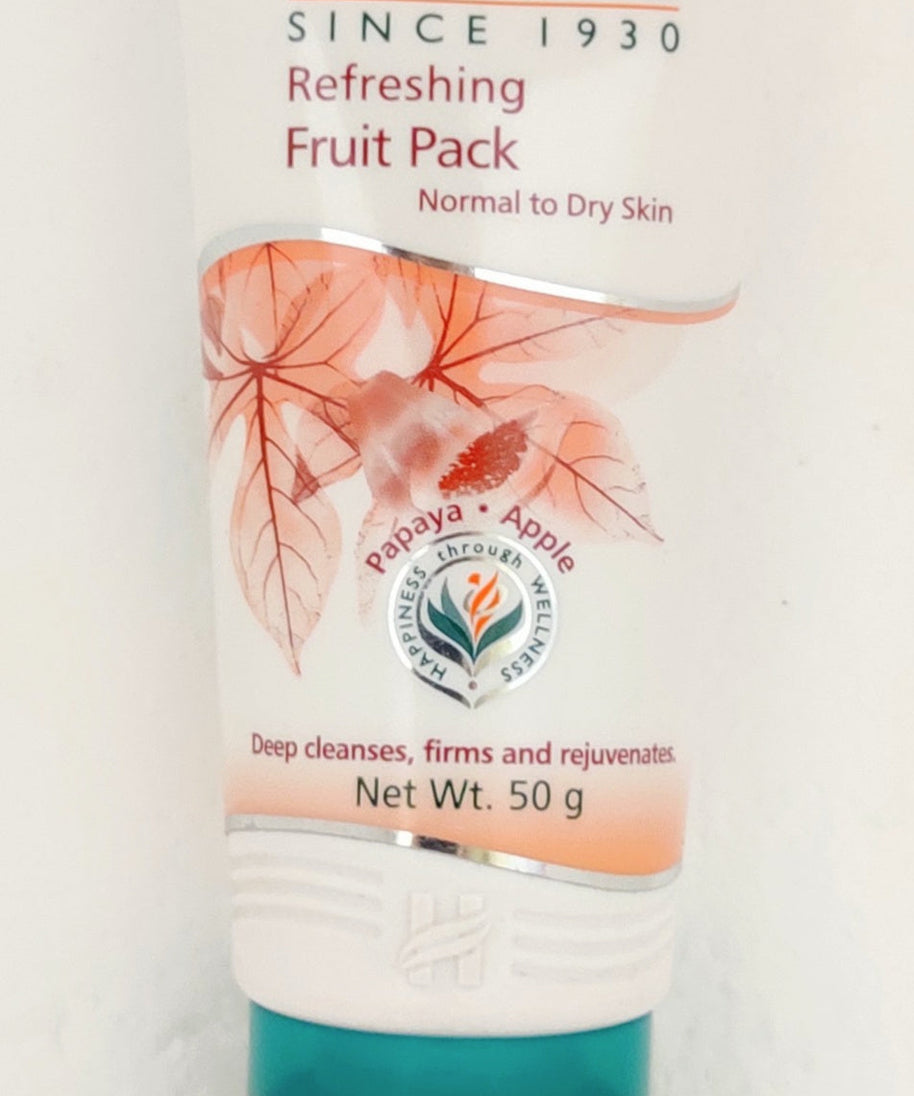 SINCE 1930
Refreshing
Fruit Pack
Normal to Dry Skin
Papaya • Apple
HAPPINESS through WELLNESS
Deep cleanses, firms and rejuvenates.
Net Wt. 50 g
H